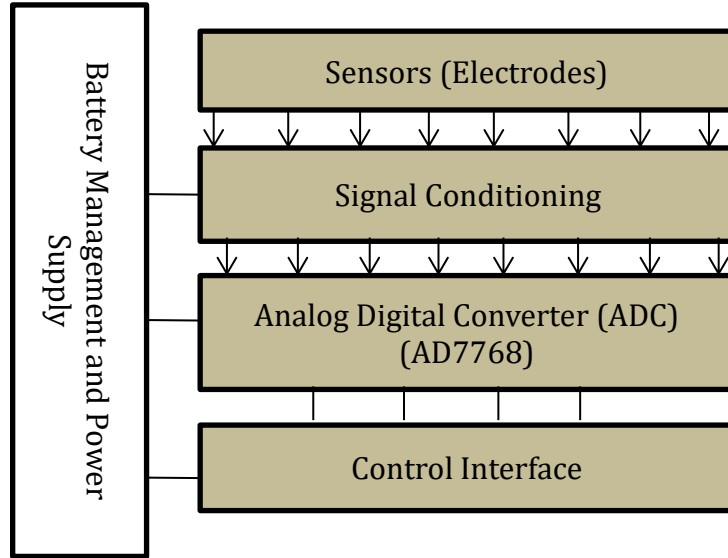 Sensors (Electrodes)
Signal Conditioning
Analog Digital Converter (ADC)
(AD7768)
Control Interface
Battery Management and Power
Supply